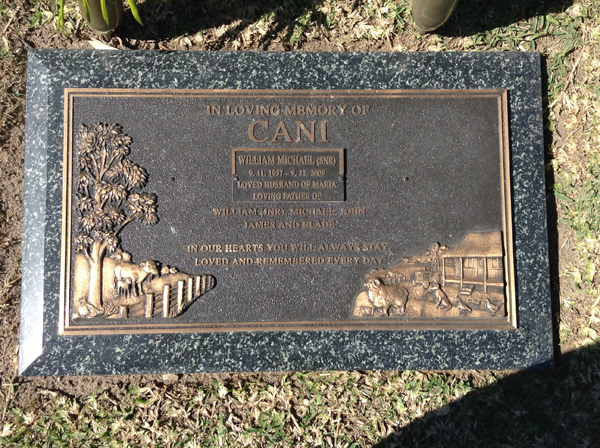 IN LOVING MEMORY OF
CANI
WILLIAM MICHAEL (SNR)
9. 11. 1937 - 9. 12. 2009
LOVED HUSBAND OF MARIA
LOVING FATHER OF
WILLIAM (JNR), MICHAEL, JOHN
JAMES AND BLADE
IN OUR HEARTS YOU WILL ALWAYS STAY,
LOVED AND REMEMBERED EVERY DAY